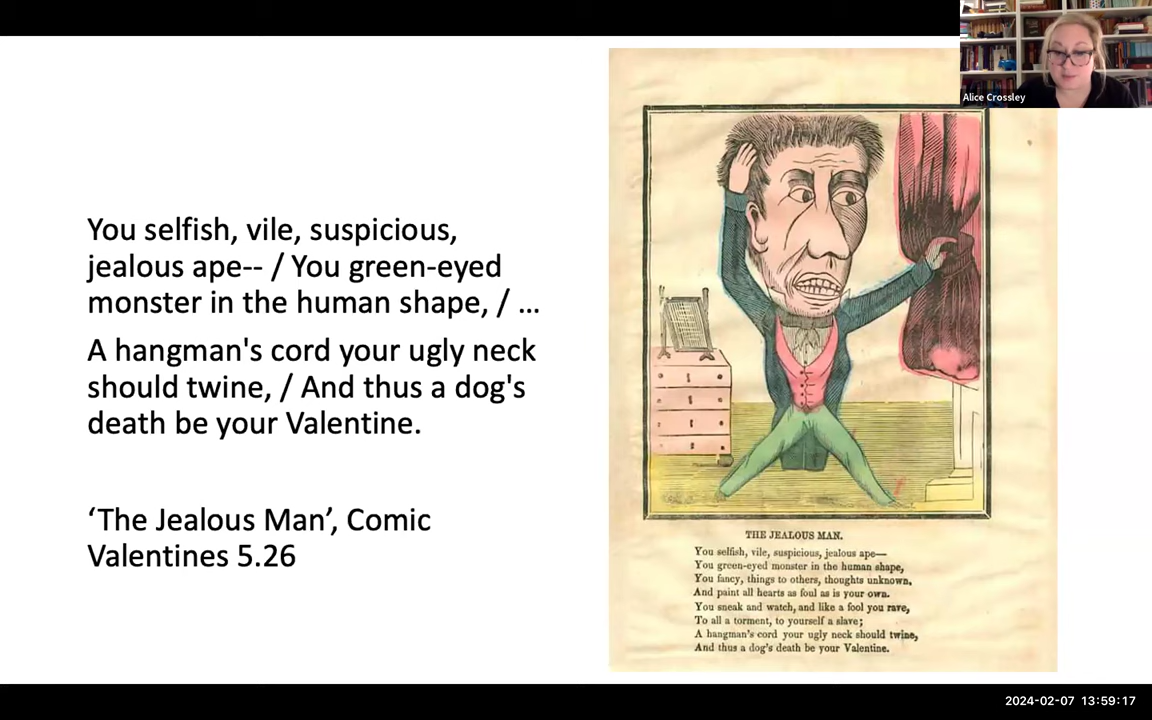 You selfish, vile, suspicious,
jealous ape-- / You green-eyed
monster in the human shape, / ...
A hangman's cord your ugly neck
should twine, / And thus a dog's
death be your Valentine.
‘The Jealous Man’, Comic
Valentines 5.26
Alice Crossley
THE JEALOUS MAN.
You selfish, vile, suspicious, jealous ape—
You green-eyed monster in the human shape,
You fancy, things to others, thoughts unknown,
And paint all hearts as foul as is your own.
You sneak and watch, and like a fool you rave,
To all a torment, to yourself a slave;
A hangman's cord your ugly neck should twine,
And thus a dog's death be your Valentine.
2024-02-07 13:59:17